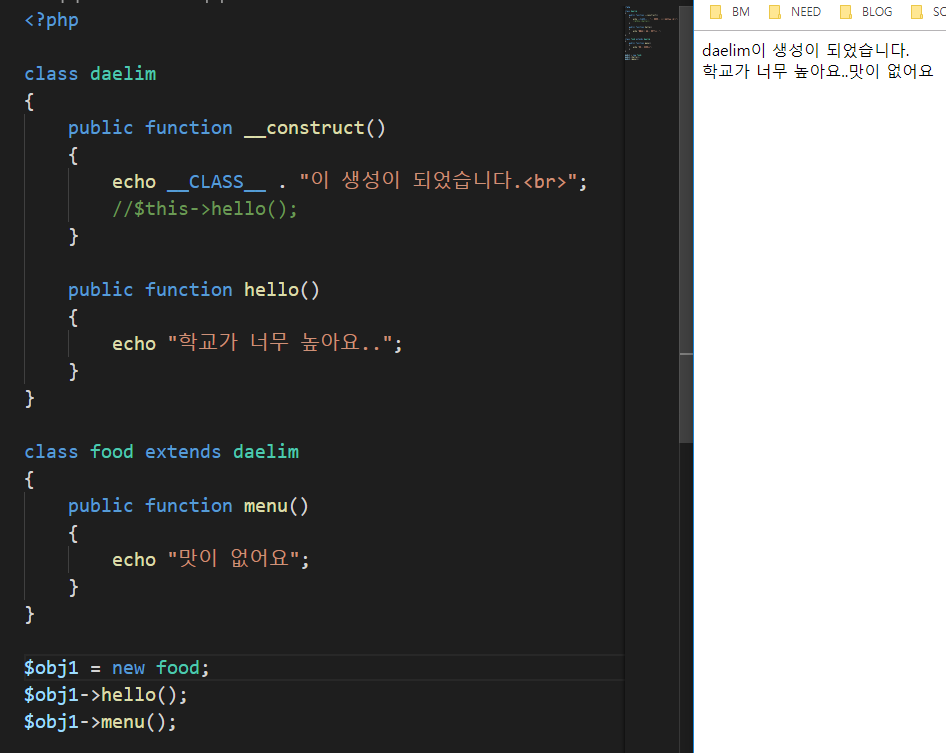 <?php
class daelim
{
    public function __construct()
    {
        echo __CLASS__ . "이 생성이 되었습니다.<br>";
        //$this->hello();
    }
    public function hello()
    {
        echo "학교가 너무 높아요..";
    }
}
class food extends daelim
{
    public function menu()
    {
        echo "맛이 없어요";
    }
}
$obj1 = new food;
$obj1->hello();
$obj1->menu();
BM NEED BLOG
daelim이 생성이 되었습니다.
학교가 너무 높아요..맛이 없어요